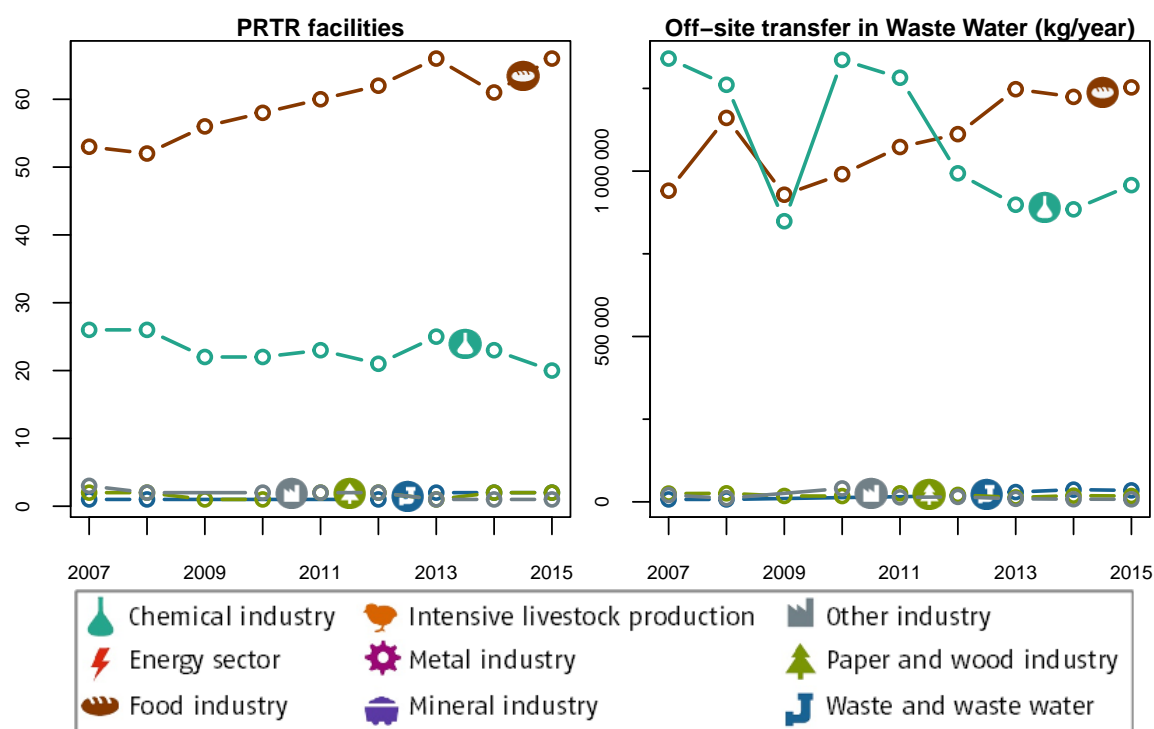 PRTR facilities
0
10
20
30
40
50
60
2007
2009
2011
2013
2015
Off−site transfer in Waste Water (kg/year)
0
500 000
1 000 000
2007
2009
2011
2013
2015
Chemical industry
Intensive livestock production
Other industry
Energy sector
Metal industry
Paper and wood industry
Food industry
Mineral industry
Waste and waste water